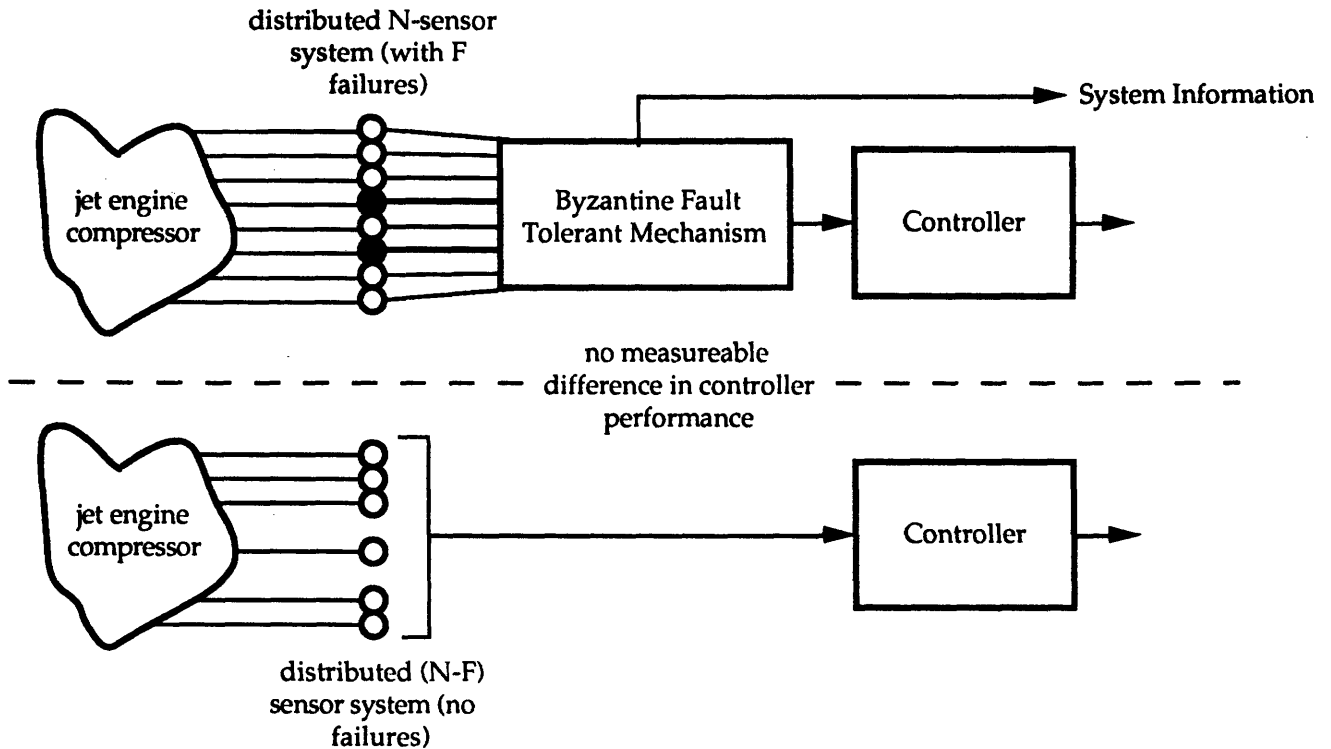 distributed N-sensor
system (with F
failures)
System Information
jet engine
compressor
Byzantine Fault
Tolerant Mechanism
Controller
no measureable
difference in controller
performance
jet engine
compressor
Controller
distributed (N-F)
sensor system (no
failures)